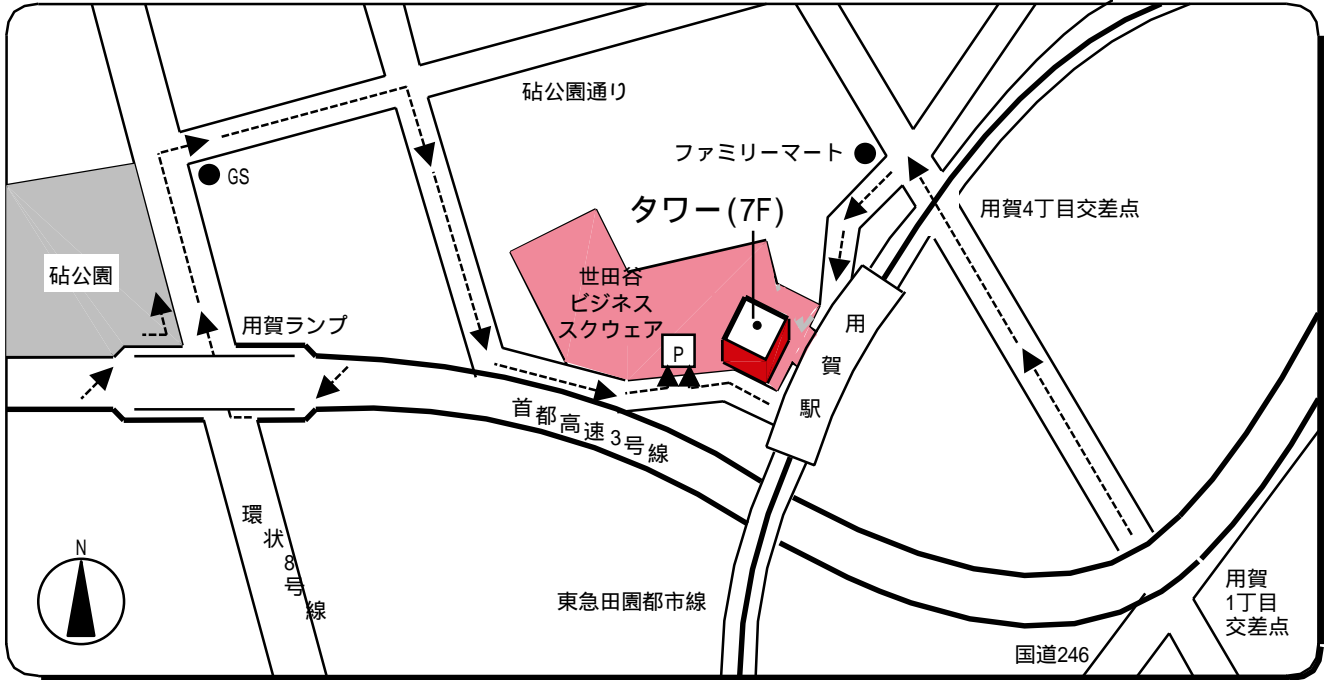 砧公園通り
ファミリーマート
GS
タワー(7F)
用賀4丁目交差点
砧公園
世田谷
ビジネス
スクウェア
用賀ランプ
P
用賀駅
首都高速3号線
環状8号線
N
東急田園都市線
用賀
1丁目
交差点
国道246